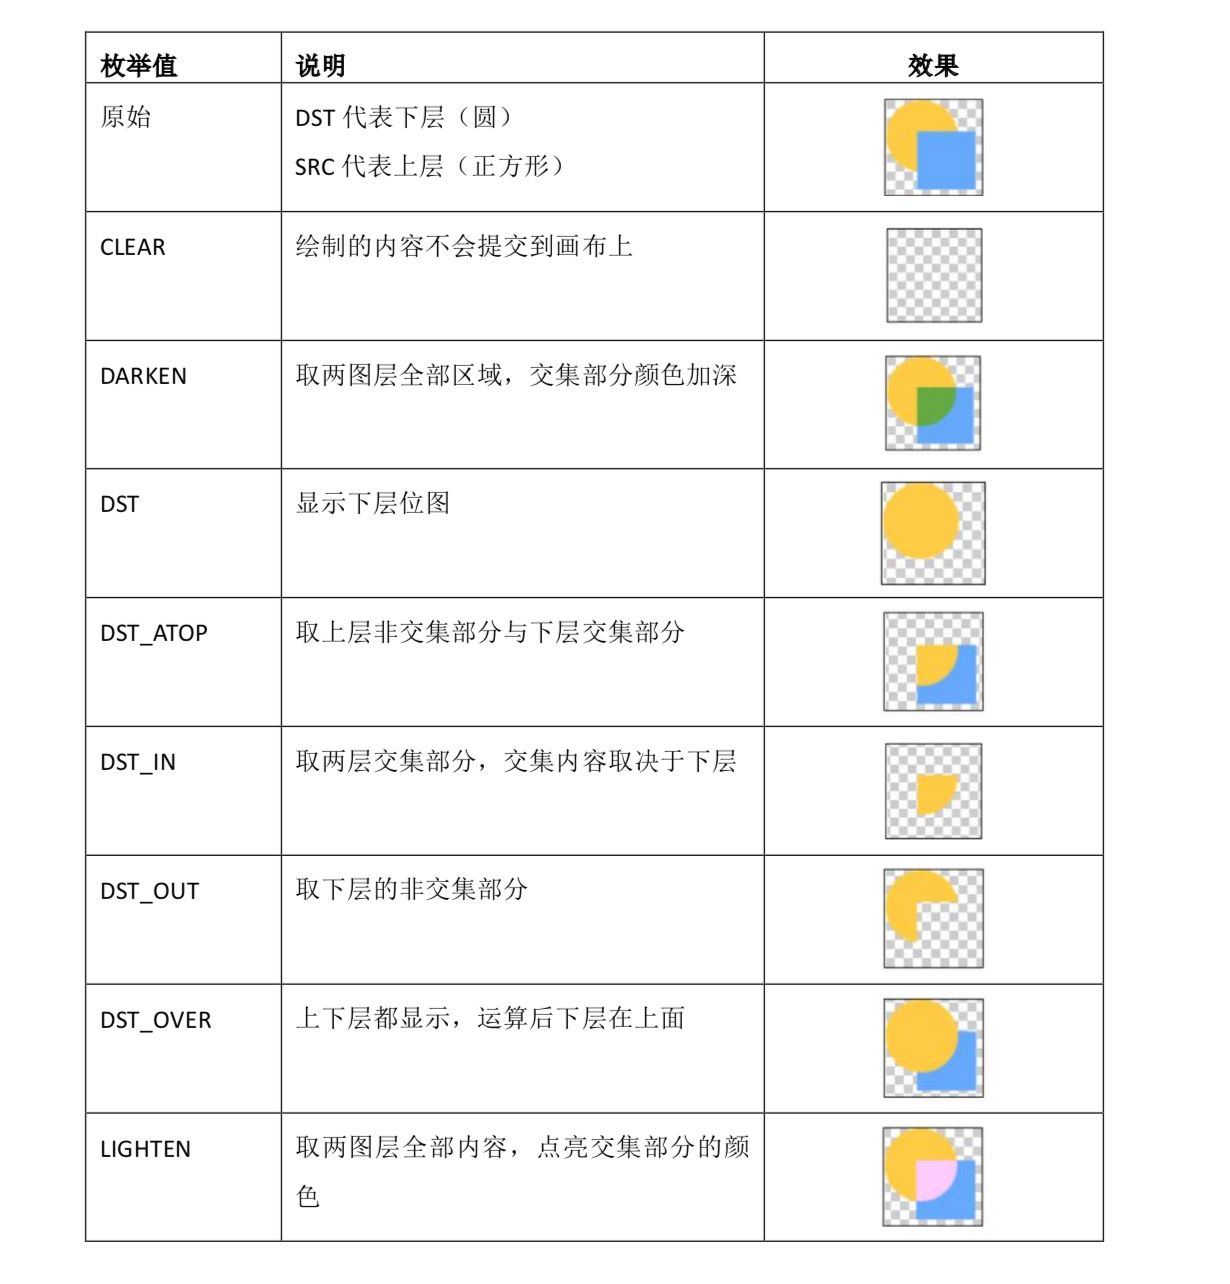 枚举值 说明 效果
原始 DST 代表下层（圆）
SRC 代表上层（正方形）
CLEAR 绘制的内容不会提交到画布上
DARKEN 取两图层全部区域，交集部分颜色加深
DST 显示下层位图
DST_ATOP 取上层非交集部分与下层交集部分
DST_IN 取两层交集部分，交集内容取决于下层
DST_OUT 取下层的非交集部分
DST_OVER 上下层都显示，运算后下层在上面
LIGHTEN 取两图层全部内容，点亮交集部分的颜
色